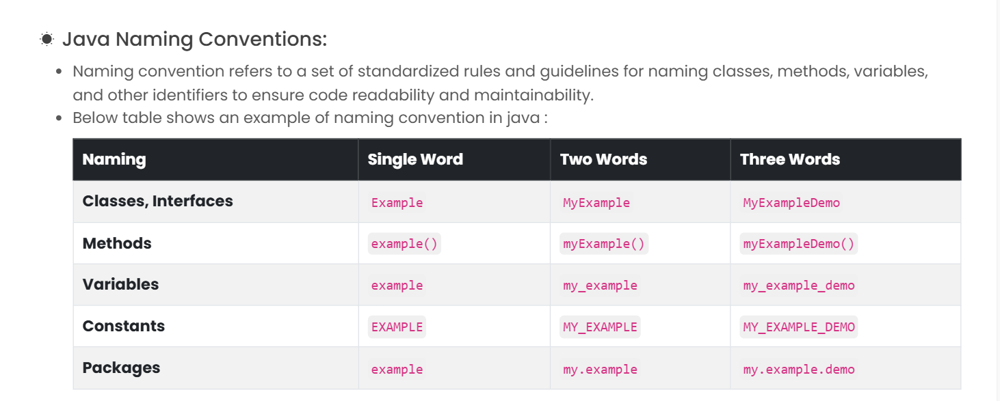 Java Naming Conventions:
Naming convention refers to a set of standardized rules and guidelines for naming classes, methods, variables,
and other identifiers to ensure code readability and maintainability.
Below table shows an example of naming convention in java :
Naming Single Word Two Words Three Words
Classes, Interfaces Example MyExample MyExampleDemo
Methods example() myExample() myExampleDemo()
Variables example my_example my_example_demo
Constants EXAMPLE MY_EXAMPLE MY_EXAMPLE_DEMO
Packages example my.example my.example.demo